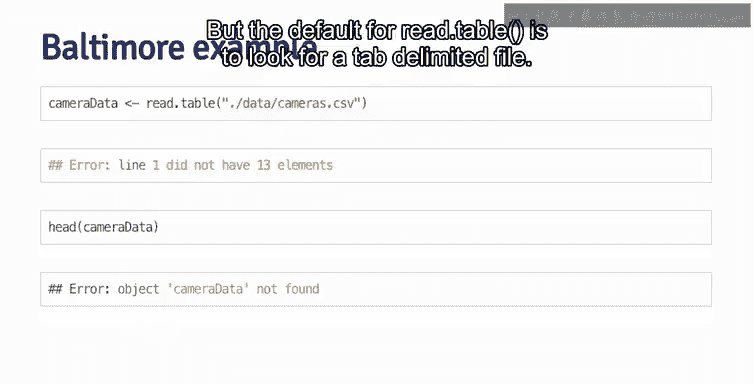 But the default for read.table() is
to look for a tab delimited file.
Baltimore example
cameraData <- read.table("./data/cameras.csv")
## Error: line 1 did not have 13 elements
head(cameraData)
## Error: object 'cameraData' not found